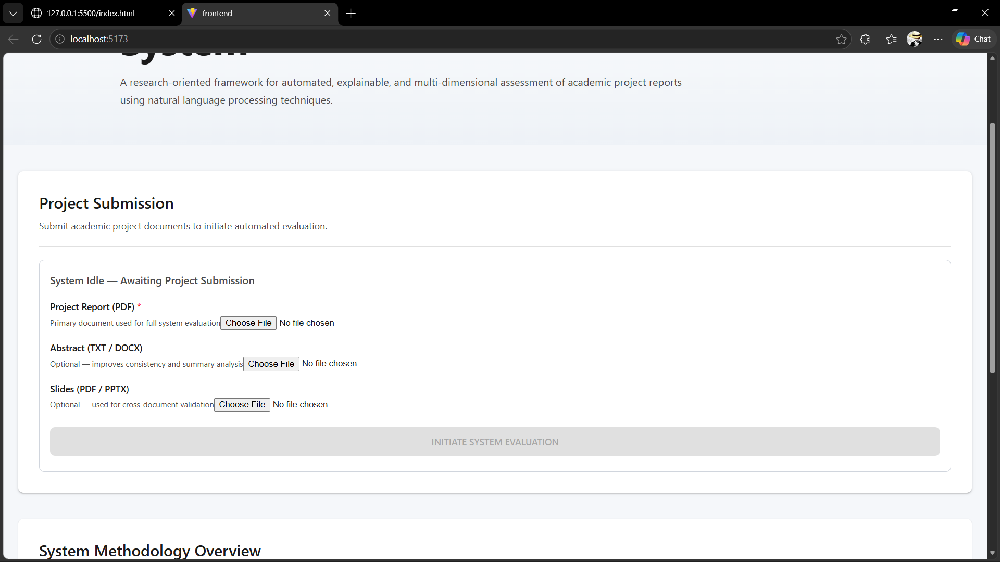 127.0.0.1:5500/index.html
frontend
localhost:5173
Chat
System
A research-oriented framework for automated, explainable, and multi-dimensional assessment of academic project reports
using natural language processing techniques.
Project Submission
Submit academic project documents to initiate automated evaluation.
System Idle — Awaiting Project Submission
Project Report (PDF) *
Primary document used for full system evaluation Choose File No file chosen
Abstract (TXT / DOCX)
Optional — improves consistency and summary analysis Choose File No file chosen
Slides (PDF / PPTX)
Optional — used for cross-document validation Choose File No file chosen
INITIATE SYSTEM EVALUATION
System Methodology Overview